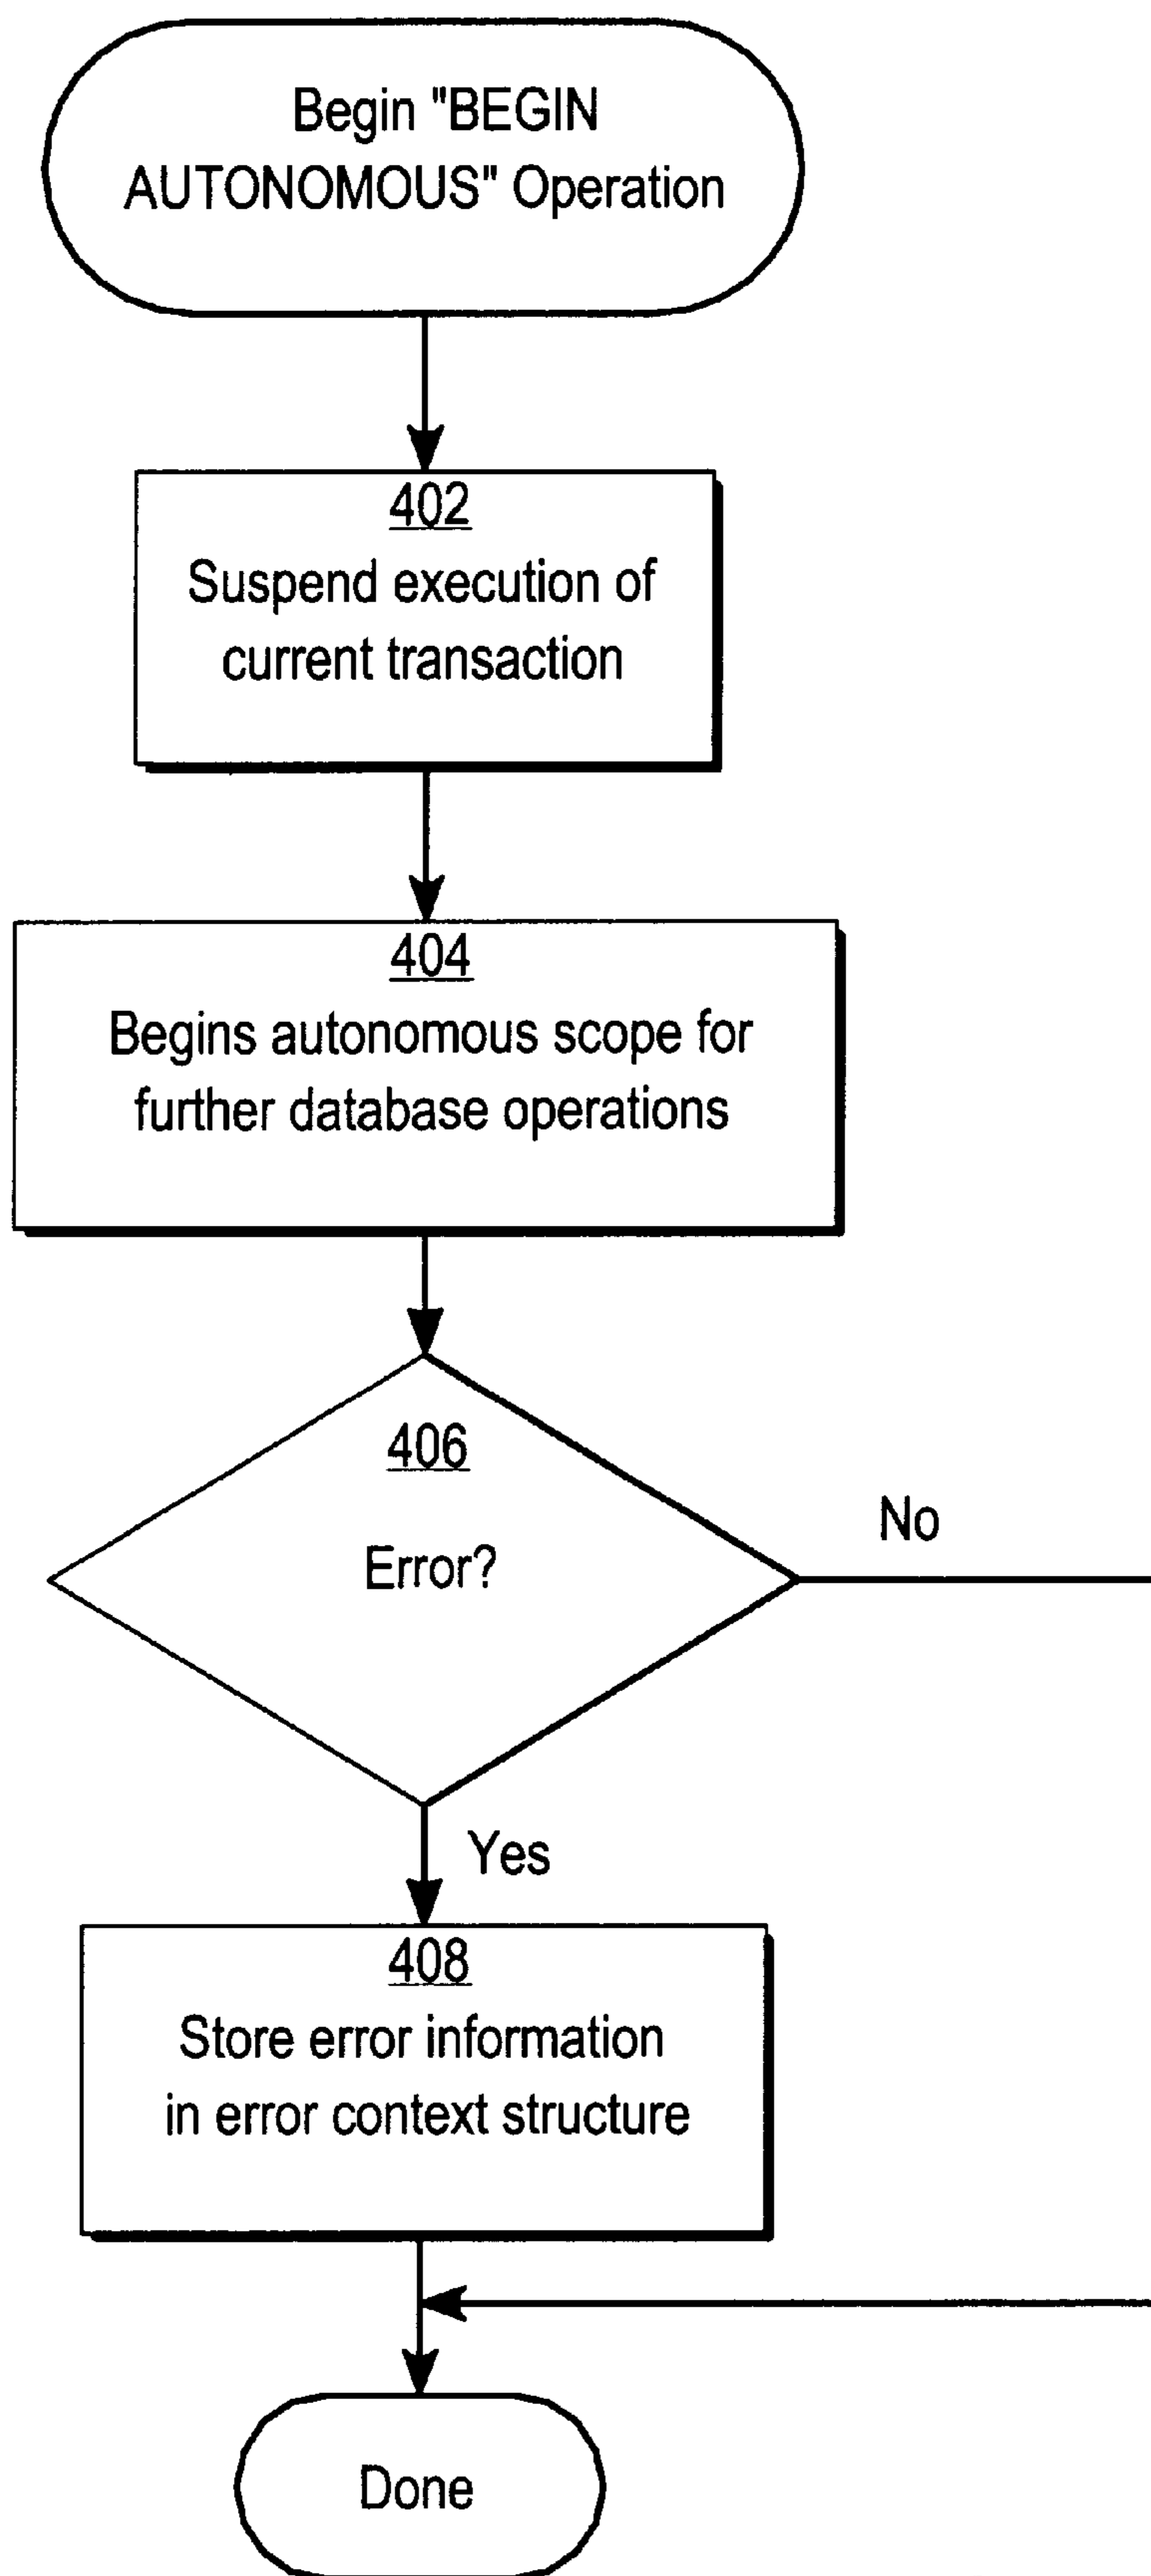 Begin "BEGIN
AUTONOMOUS" Operation
402
Suspend execution of
current transaction
404
Begins autonomous scope for
further database operations
406
Error?
No
Yes
408
Store error information
in error context structure
Done